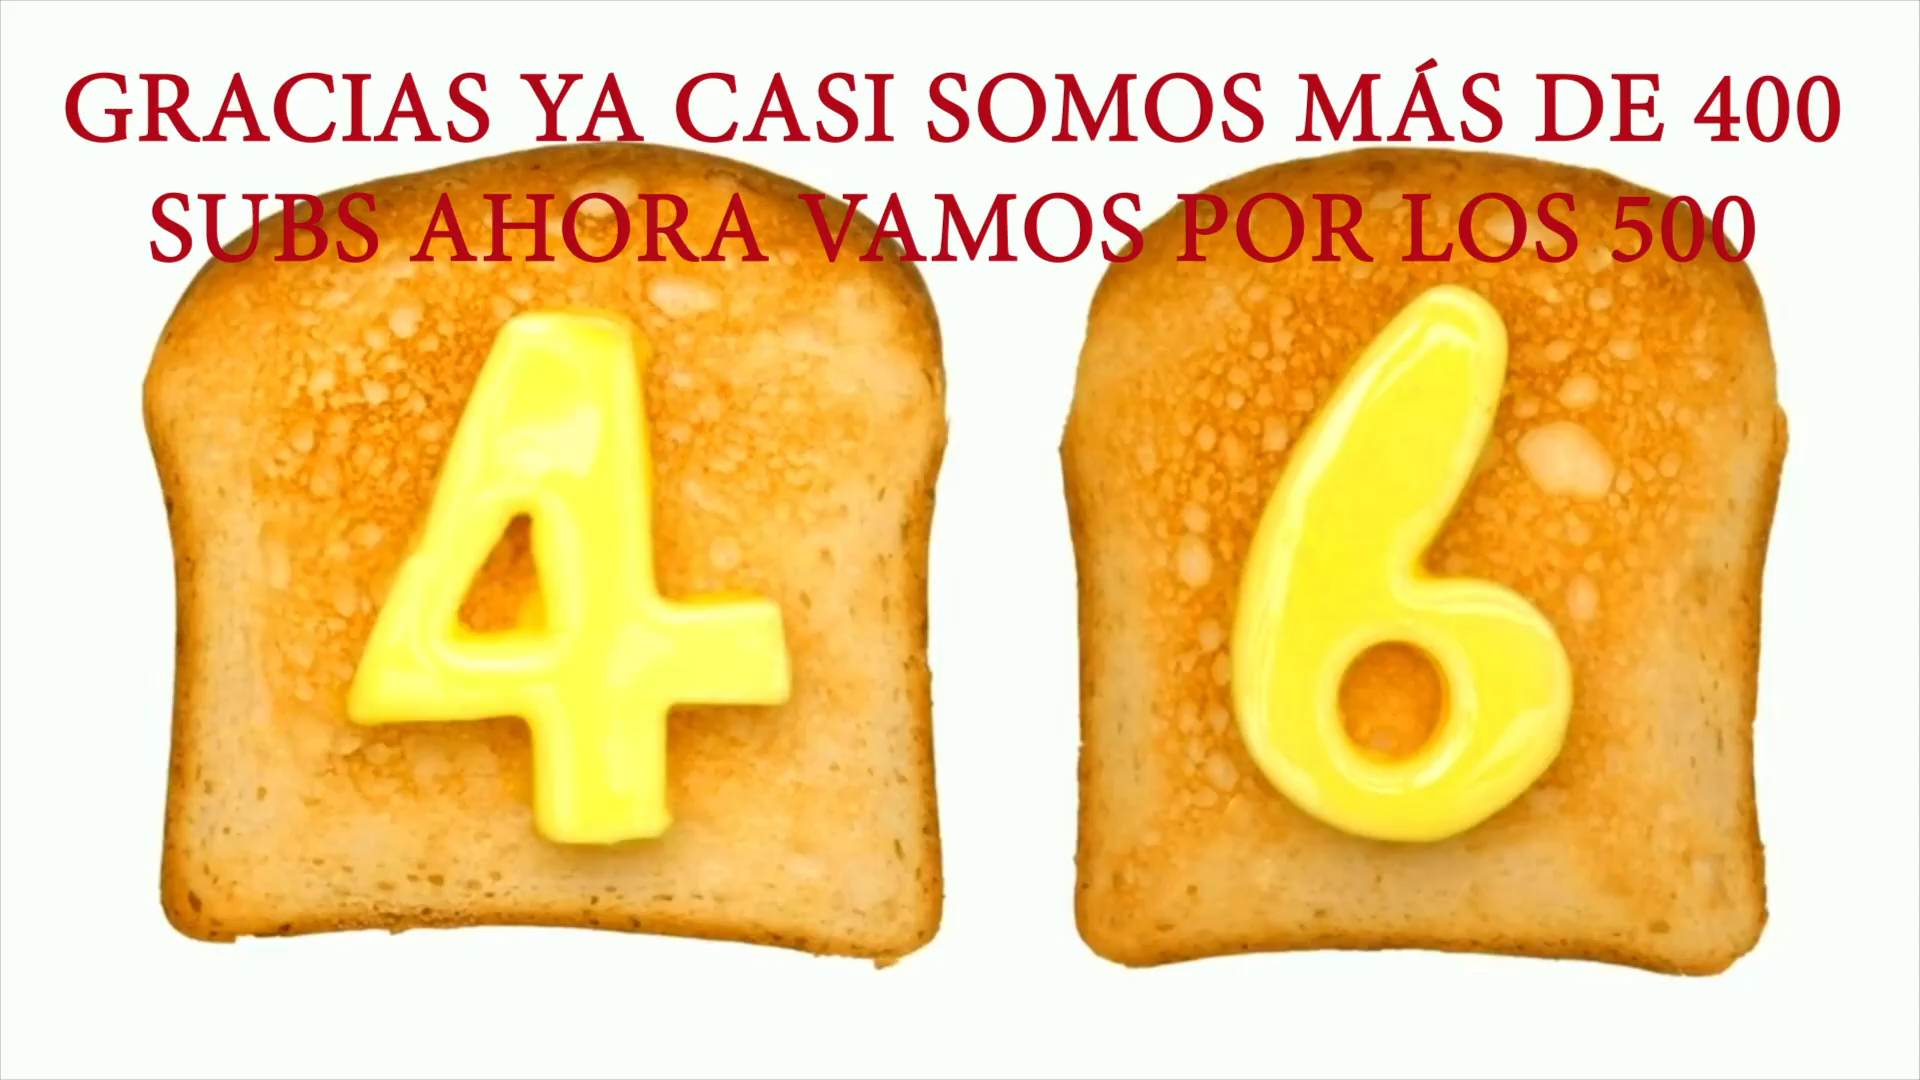 GRACIAS YA CASI SOMOS MÁS DE 400
SUBS AHORA VAMOS POR LOS 500
4 6